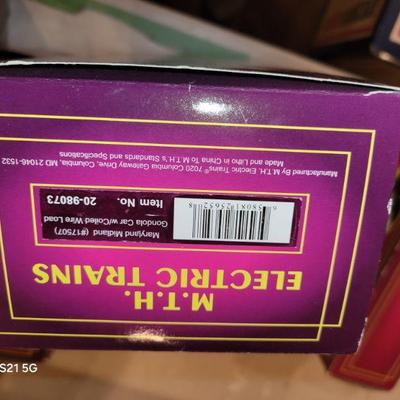 M.T.H.
ELECTRIC TRAINS
Maryland Midland (#17507)
Gondola Car w/Coiled Wire Load
Item No. 20-98073
Manufactured By M.T.H. Electric Trains® 7020 Columbia Gateway Drive, Columbia, MD 21046-1532
Made and Litho in China To M.T.H.'s Standards and Specifications
S21 5G